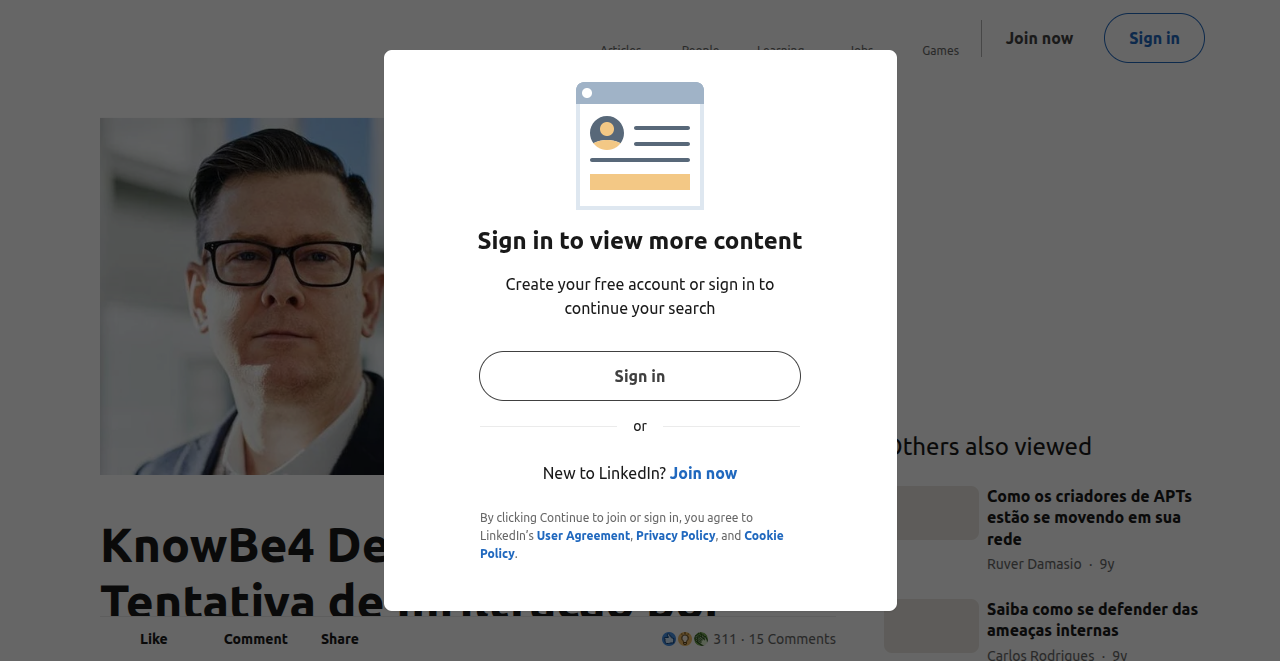 Articles People Learning Jobs Games Join now Sign in
Sign in to view more content
Create your free account or sign in to
continue your search
Sign in
or
New to LinkedIn? Join now
By clicking Continue to join or sign in, you agree to
LinkedIn’s User Agreement, Privacy Policy, and Cookie
Policy.
KnowBe4 De
Tentativa de
Like Comment Share 311 · 15 Comments
Others also viewed
Como os criadores de APTs
estão se movendo em sua
rede
Ruver Damasio · 9y
Saiba como se defender das
ameaças internas
Carlos Rodrigues · 9y